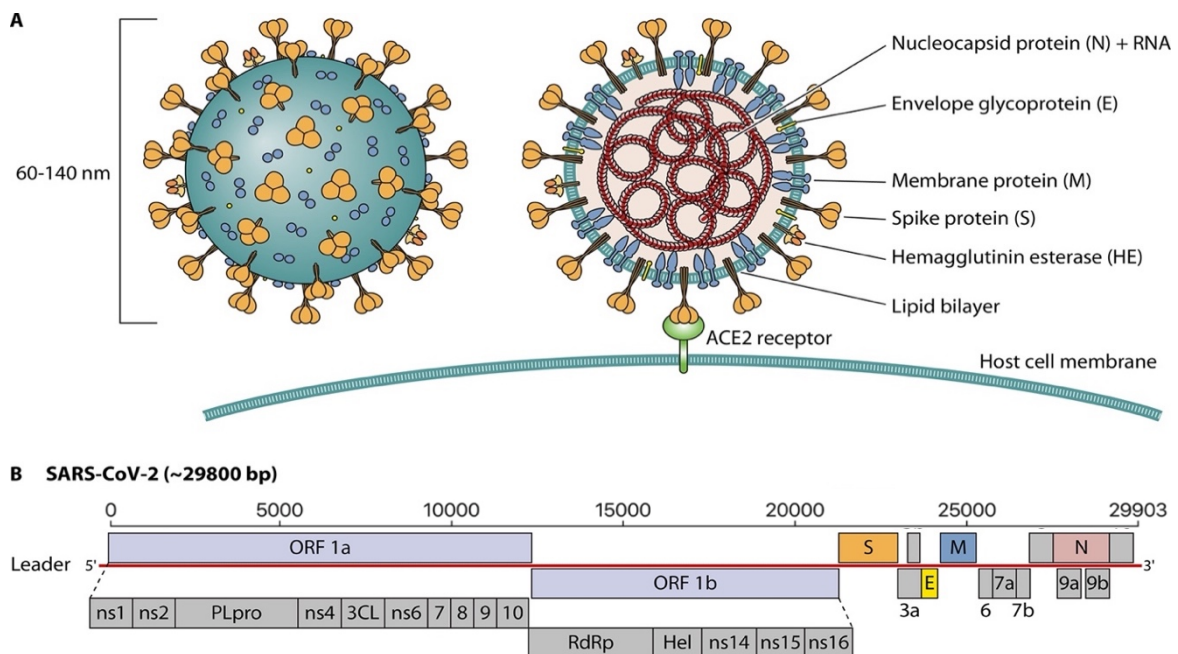 A
60-140 nm
Nucleocapsid protein (N) + RNA
Envelope glycoprotein (E)
Membrane protein (M)
Spike protein (S)
Hemagglutinin esterase (HE)
Lipid bilayer
ACE2 receptor
Host cell membrane
B SARS-CoV-2 (~29800 bp)
0 5000 10000 15000 20000 25000 29903
ORF 1a S M N
Leader 5' 3'
ORF 1b E 7a 9a 9b
3a 6 7b
ns1 ns2 PLpro ns4 3CL ns6 7 8 9 10
RdRp Hel ns14 ns15 ns16